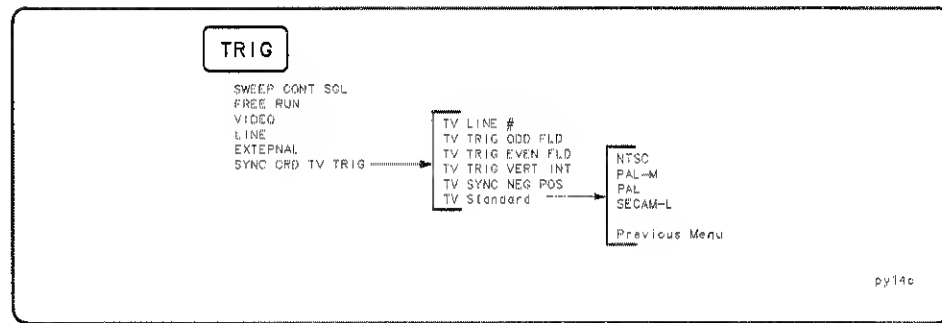 TRIG
SWEEP CONT SGL
FREE RUN
VIDEO
LINE
EXTERNAL
SYNC CRD TV TRIG
TV LINE #
TV TRIG ODD FLD
TV TRIG EVEN FLD
TV TRIG VERT INT
TV SYNC NEG POS
TV Standard
NTSC
PAL-M
PAL
SECAM-L
Previous Menu
py14c